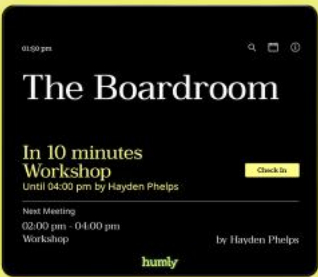 01:50 pm
The Boardroom
In 10 minutes
Workshop
Until 04:00 pm by Hayden Phelps
Check In
Next Meeting
02:00 pm - 04:00 pm
Workshop
by Hayden Phelps
humly